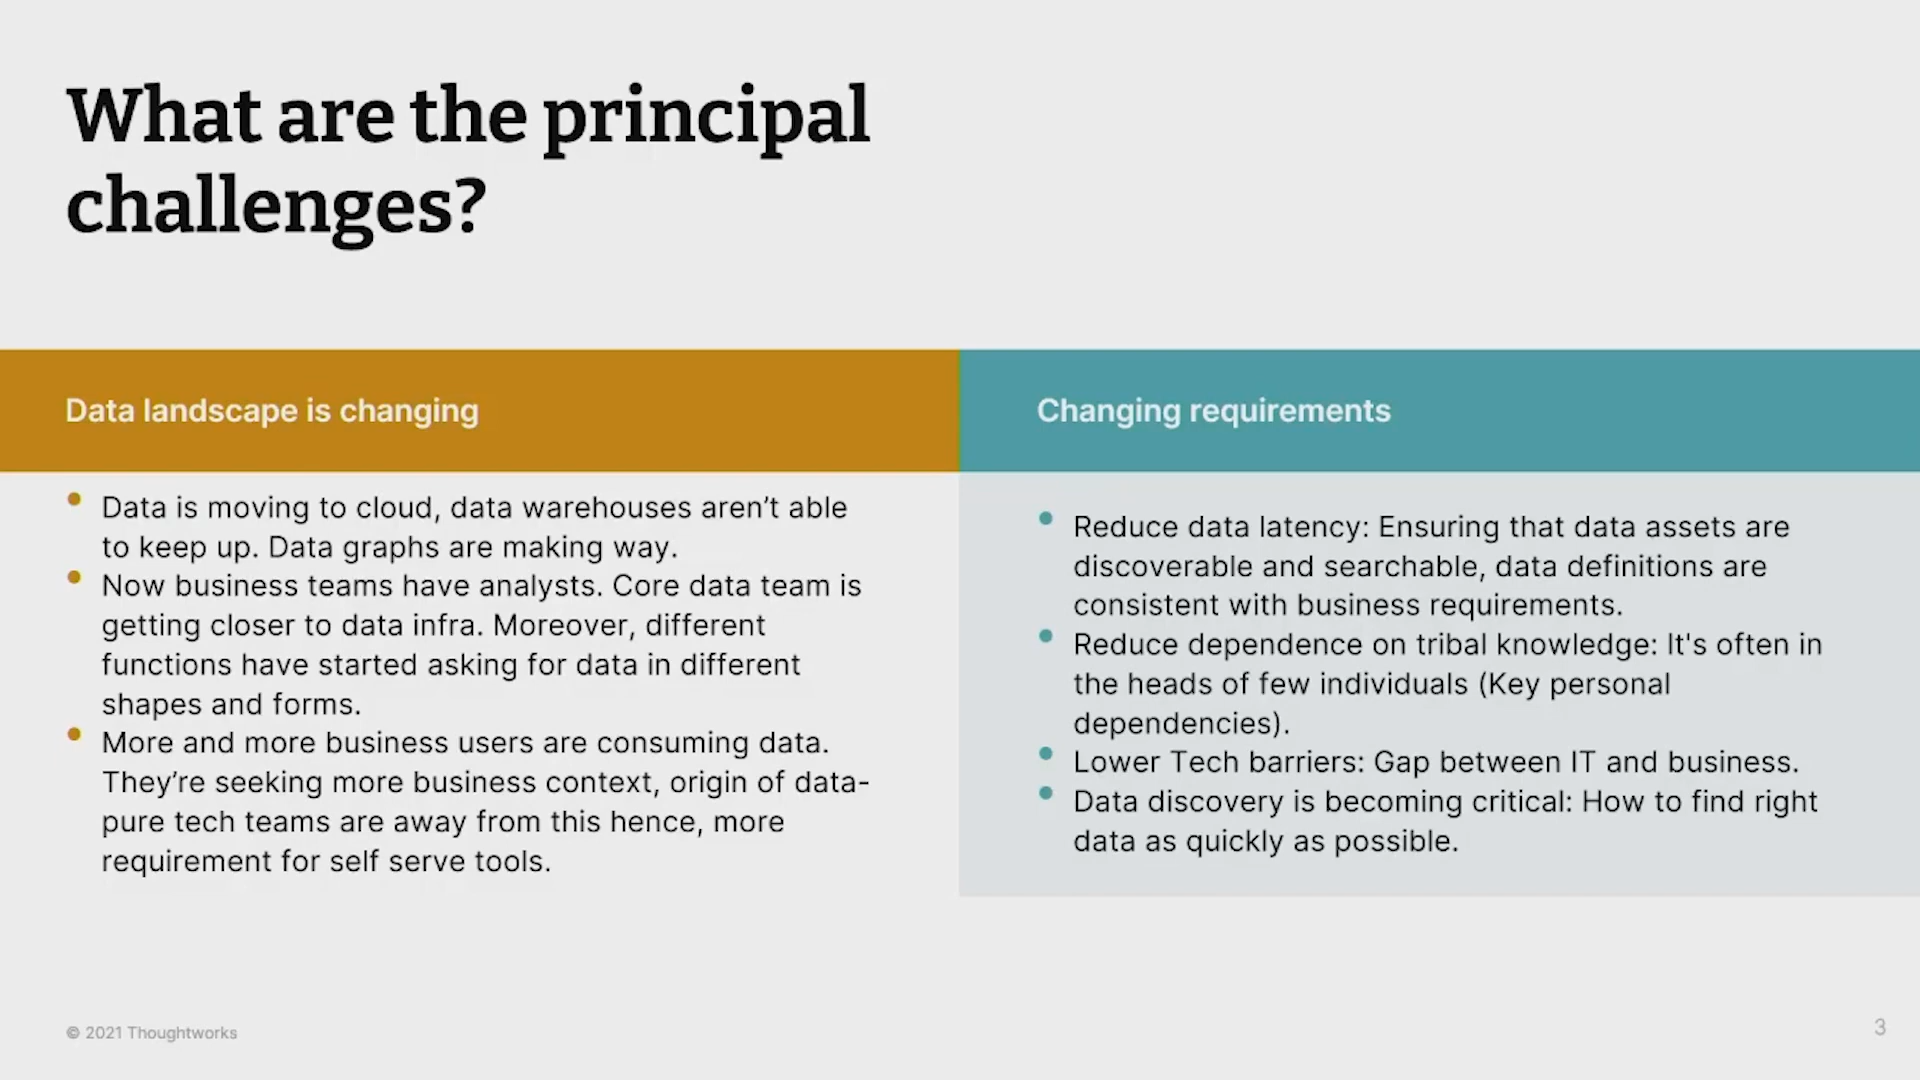 What are the principal
challenges?
Data landscape is changing
Data is moving to cloud, data warehouses aren’t able
to keep up. Data graphs are making way.
Now business teams have analysts. Core data team is
getting closer to data infra. Moreover, different
functions have started asking for data in different
shapes and forms.
More and more business users are consuming data.
They’re seeking more business context, origin of data-
pure tech teams are away from this hence, more
requirement for self serve tools.
Changing requirements
Reduce data latency: Ensuring that data assets are
discoverable and searchable, data definitions are
consistent with business requirements.
Reduce dependence on tribal knowledge: It's often in
the heads of few individuals (Key personal
dependencies).
Lower Tech barriers: Gap between IT and business.
Data discovery is becoming critical: How to find right
data as quickly as possible.
© 2021 Thoughtworks
3